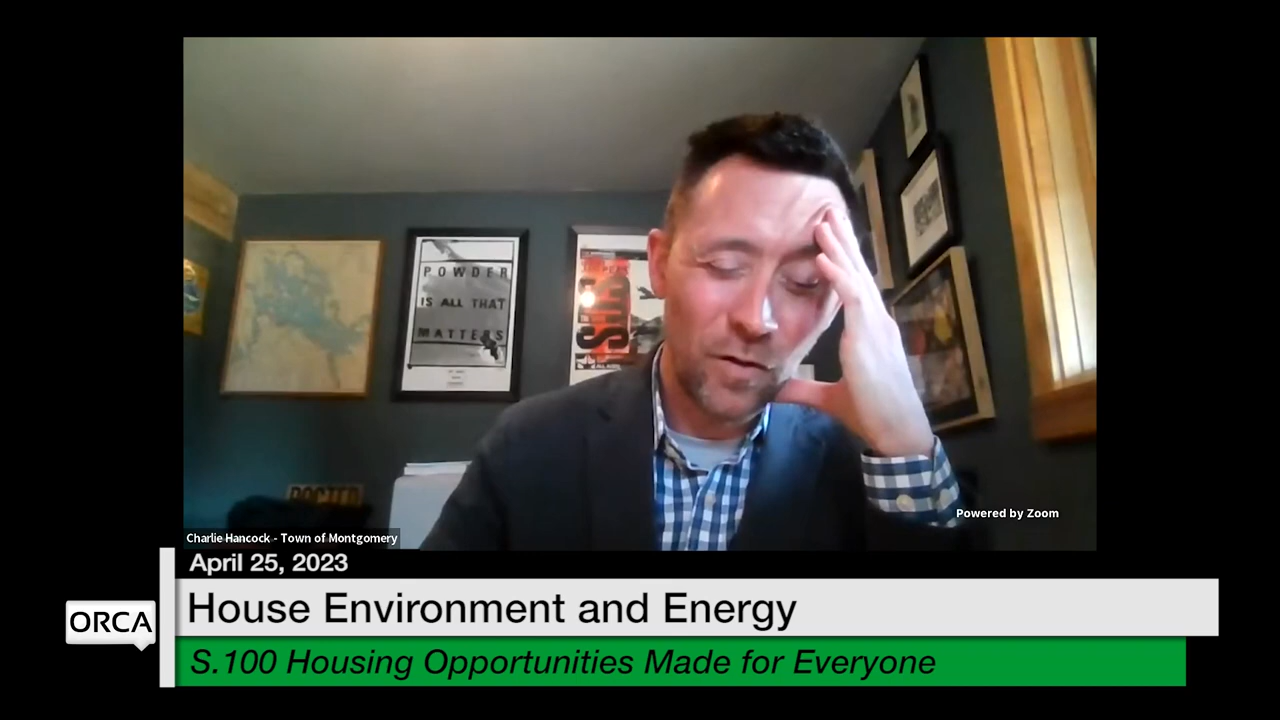 POWDER
IS ALL THAT
MATTERS
Powered by Zoom
Charlie Hancock - Town of Montgomery
April 25, 2023
ORCA
House Environment and Energy
S.100 Housing Opportunities Made for Everyone